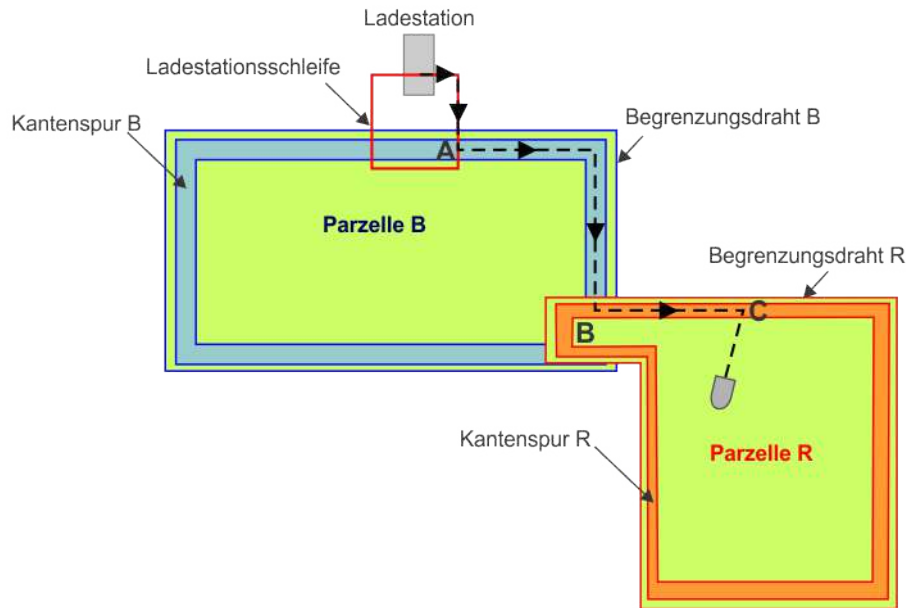 Ladestation
Ladestationsschleife
Kantenspur B
Begrenzungsdraht B
A
Parzelle B
Begrenzungsdraht R
C
B
Kantenspur R
Parzelle R